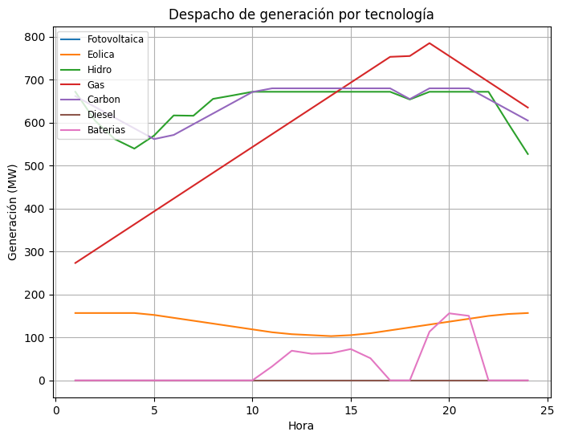 Despacho de generación por tecnología
Fotovoltaica
Eolica
Hidro
Gas
Carbon
Diesel
Baterias
Generación (MW)
800
700
600
500
400
300
200
100
0
0 5 10 15 20 25
Hora